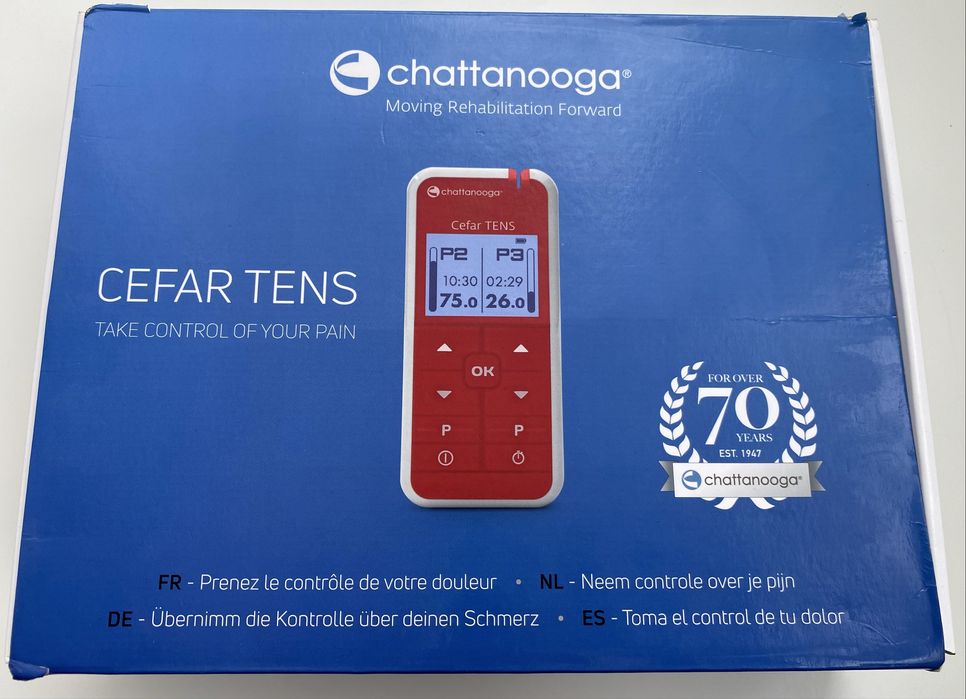 chattanooga®
Moving Rehabilitation Forward
chattanooga®
Cefar TENS
P2 P3
10:30 02:29
75.0 26.0
OK
P P
CEFAR TENS
TAKE CONTROL OF YOUR PAIN
FOR OVER
70
YEARS
EST. 1947
chattanooga®
FR - Prenez le contrôle de votre douleur • NL - Neem controle over je pijn
DE - Übernimm die Kontrolle über deinen Schmerz • ES - Toma el control de tu dolor